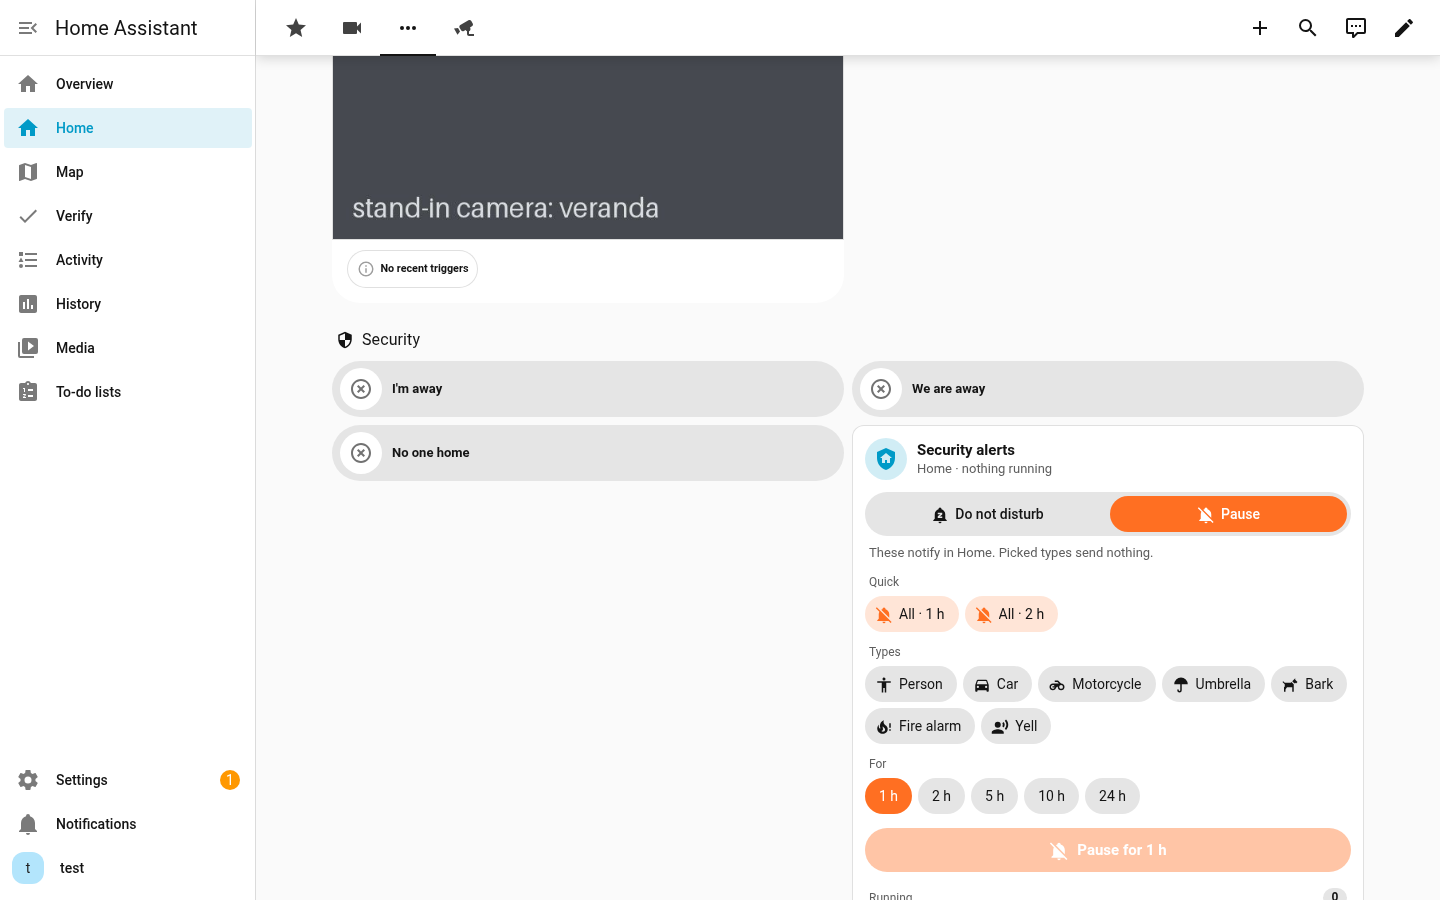 Home Assistant
Overview
Home
Map
Verify
Activity
History
Media
To-do lists
Settings
1
Notifications
t
test
stand-in camera: veranda
No recent triggers
Security
I'm away
We are away
No one home
Security alerts
Home · nothing running
Do not disturb
Pause
These notify in Home. Picked types send nothing.
Quick
All · 1 h
All · 2 h
Types
Person
Car
Motorcycle
Umbrella
Bark
Fire alarm
Yell
For
1 h
2 h
5 h
10 h
24 h
Pause for 1 h
Running
0